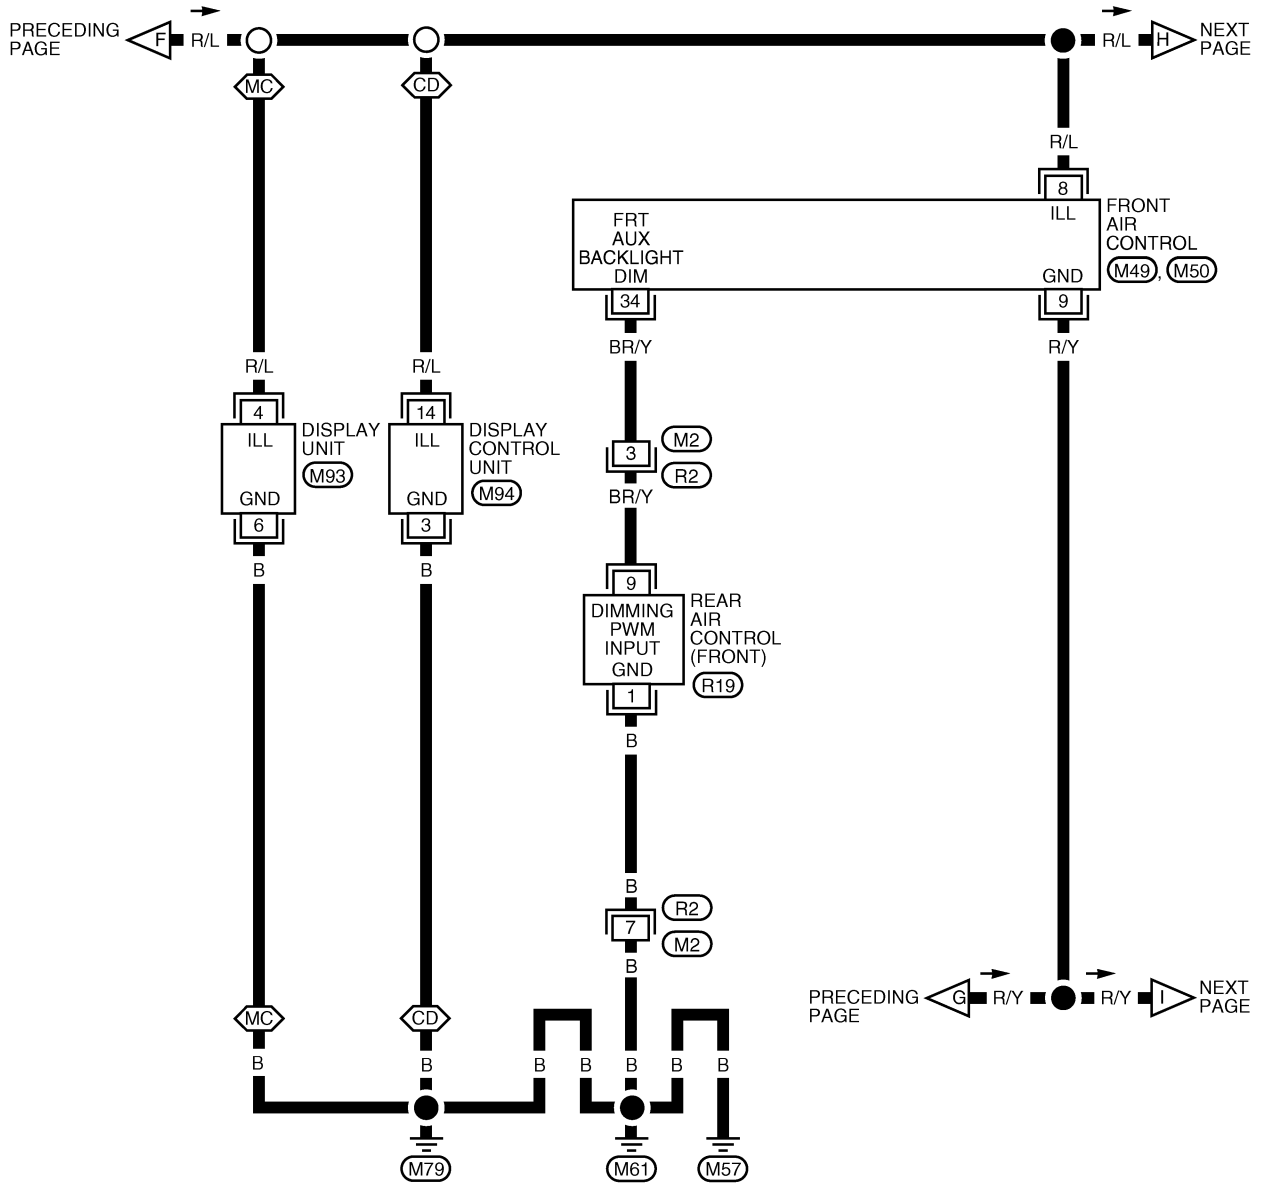 PRECEDING
PAGE
F
R/L
R/L
H
NEXT
PAGE
MC
CD
R/L
8
ILL
FRONT
AIR
CONTROL
M49, M50
FRT
AUX
BACKLIGHT
DIM
GND
34
9
BR/Y
R/Y
R/L
R/L
4
14
ILL
DISPLAY
UNIT
M93
ILL
DISPLAY
CONTROL
UNIT
M94
GND
GND
6
3
B
B
3
M2
R2
BR/Y
9
DIMMING
PWM
INPUT
GND
REAR
AIR
CONTROL
(FRONT)
R19
1
B
B
7
R2
M2
B
PRECEDING
PAGE
G
R/Y
R/Y
I
NEXT
PAGE
MC
CD
B
B
B
B
B
B
B
M79
M61
M57